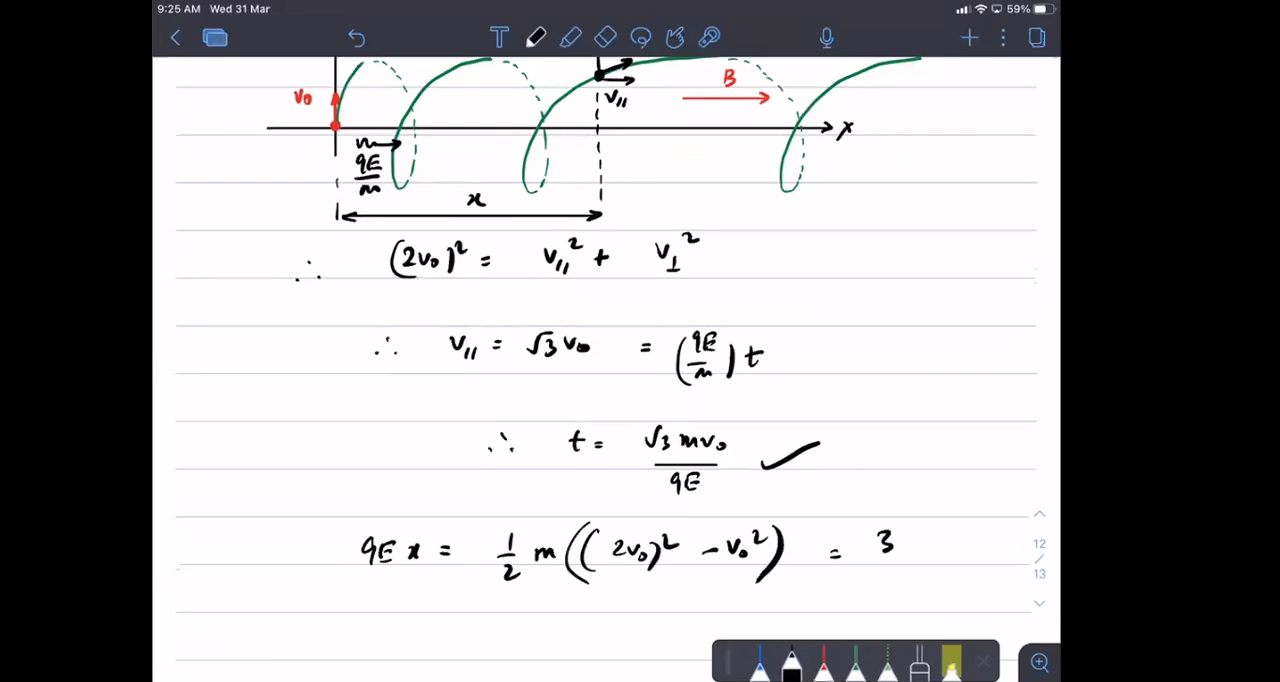 9:25 AM Wed 31 Mar 59%
T
B
v₀
v∥
x
qE/m
x
∴ (2v₀)² = v∥² + v⊥²
∴ v∥ = √3 v₀ = (qE/m) t
∴ t = √3 mv₀ / qE
qE x = 1/2 m((2v₀)² - v₀²) = 3
12
13